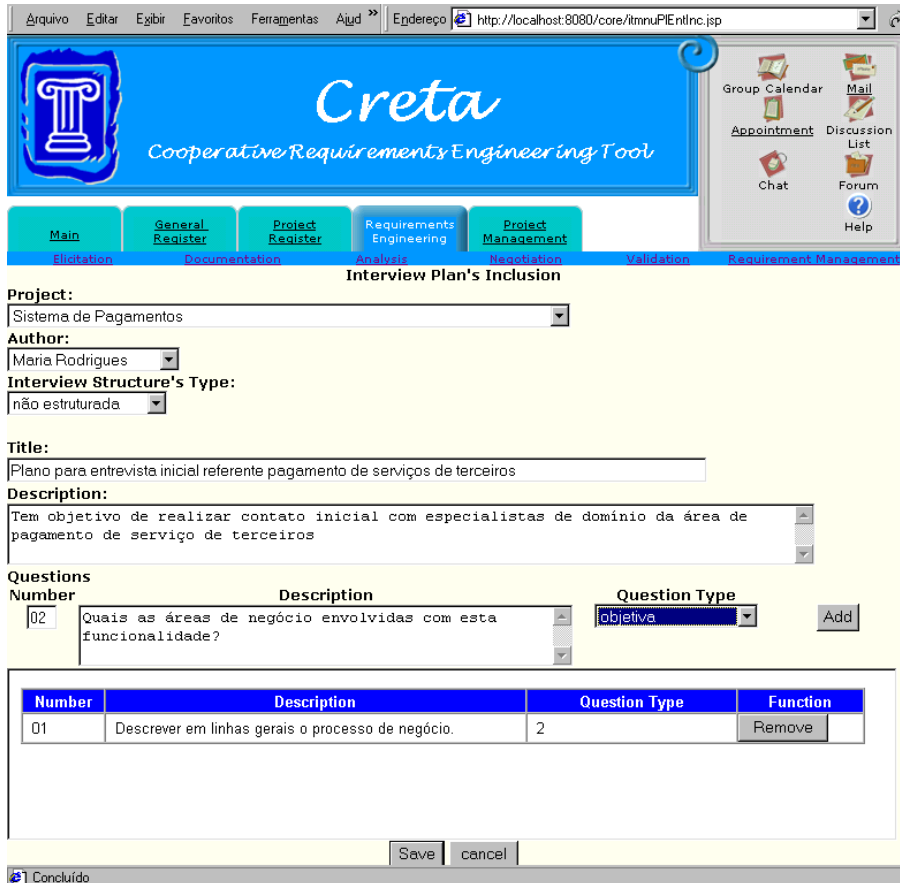 Arquivo Editar Exibir Favoritos Ferramentas Ajud » Endereço http://localhost:8080/core/itmnuPlEntInc.jsp
Creta
Cooperative Requirements Engineering Tool
Group Calendar Mail
Appointment Discussion List
Chat Forum
Help
Main General Register Project Register Requirements Engineering Project Management
Elicitation Documentation Analysis Negotiation Validation Requirement Management
Interview Plan's Inclusion
Project:
Sistema de Pagamentos
Author:
Maria Rodrigues
Interview Structure's Type:
não estruturada
Title:
Plano para entrevista inicial referente pagamento de serviços de terceiros
Description:
Tem objetivo de realizar contato inicial com especialistas de domínio da área de
pagamento de serviço de terceiros
Questions
Number Description Question Type
02 Quais as áreas de negócio envolvidas com esta objetiva Add
funcionalidade?
Number Description Question Type Function
01 Descrever em linhas gerais o processo de negócio. 2 Remove
Save cancel
Concluído